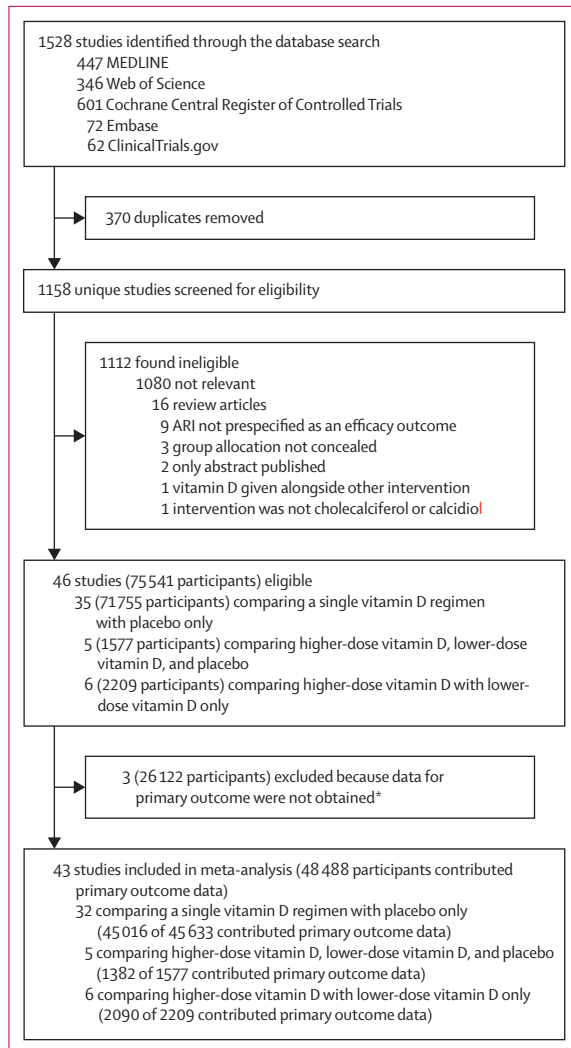 1528 studies identified through the database search
447 MEDLINE
346 Web of Science
601 Cochrane Central Register of Controlled Trials
72 Embase
62 ClinicalTrials.gov
370 duplicates removed
1158 unique studies screened for eligibility
1112 found ineligible
1080 not relevant
16 review articles
9 ARI not prespecified as an efficacy outcome
3 group allocation not concealed
2 only abstract published
1 vitamin D given alongside other intervention
1 intervention was not cholecalciferol or calcidiol
46 studies (75 541 participants) eligible
35 (71 755 participants) comparing a single vitamin D regimen
with placebo only
5 (1577 participants) comparing higher-dose vitamin D, lower-dose
vitamin D, and placebo
6 (2209 participants) comparing higher-dose vitamin D with lower-
dose vitamin D only
3 (26 122 participants) excluded because data for
primary outcome were not obtained*
43 studies included in meta-analysis (48 488 participants contributed
primary outcome data)
32 comparing a single vitamin D regimen with placebo only
(45 016 of 45 633 contributed primary outcome data)
5 comparing higher-dose vitamin D, lower-dose vitamin D, and placebo
(1382 of 1577 contributed primary outcome data)
6 comparing higher-dose vitamin D with lower-dose vitamin D only
(2090 of 2209 contributed primary outcome data)